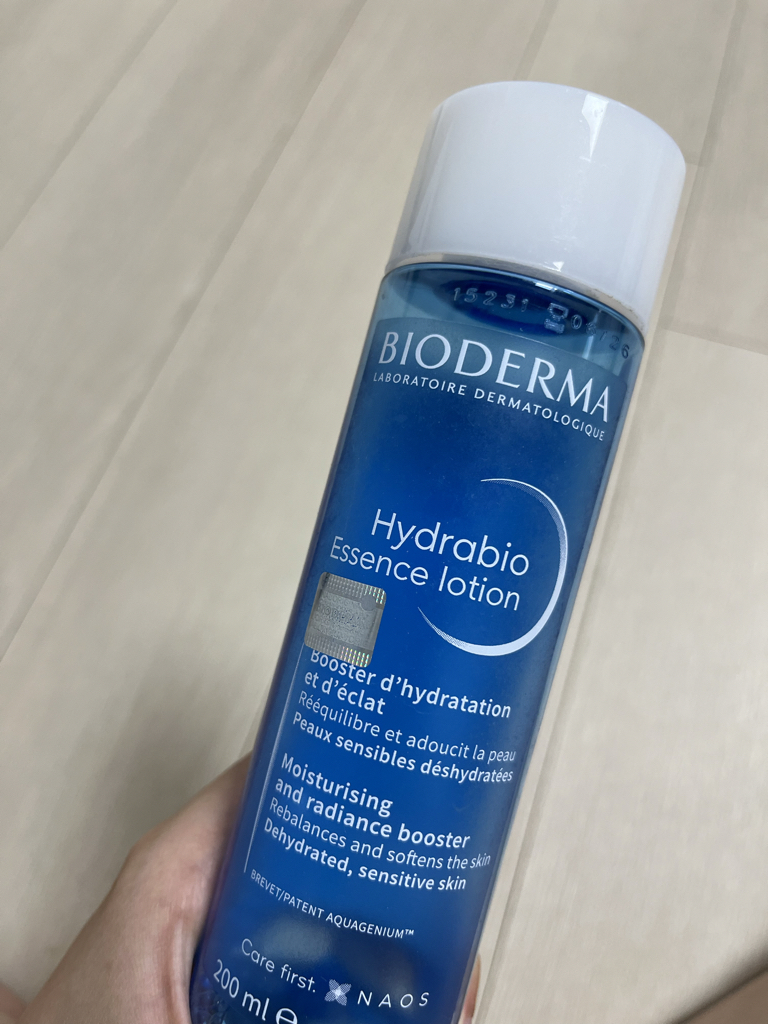 15231
BIODERMA
LABORATOIRE DERMATOLOGIQUE
Hydrabio
Essence lotion
Booster d'hydratation
et d'éclat
Rééquilibre et adoucit la peau
Peaux sensibles déshydratées
Moisturising
and radiance booster
Rebalances and softens the skin
Dehydrated, sensitive skin
BREVET/PATENT AQUAGENIUM™
Care first. NAOS
200 ml ℮